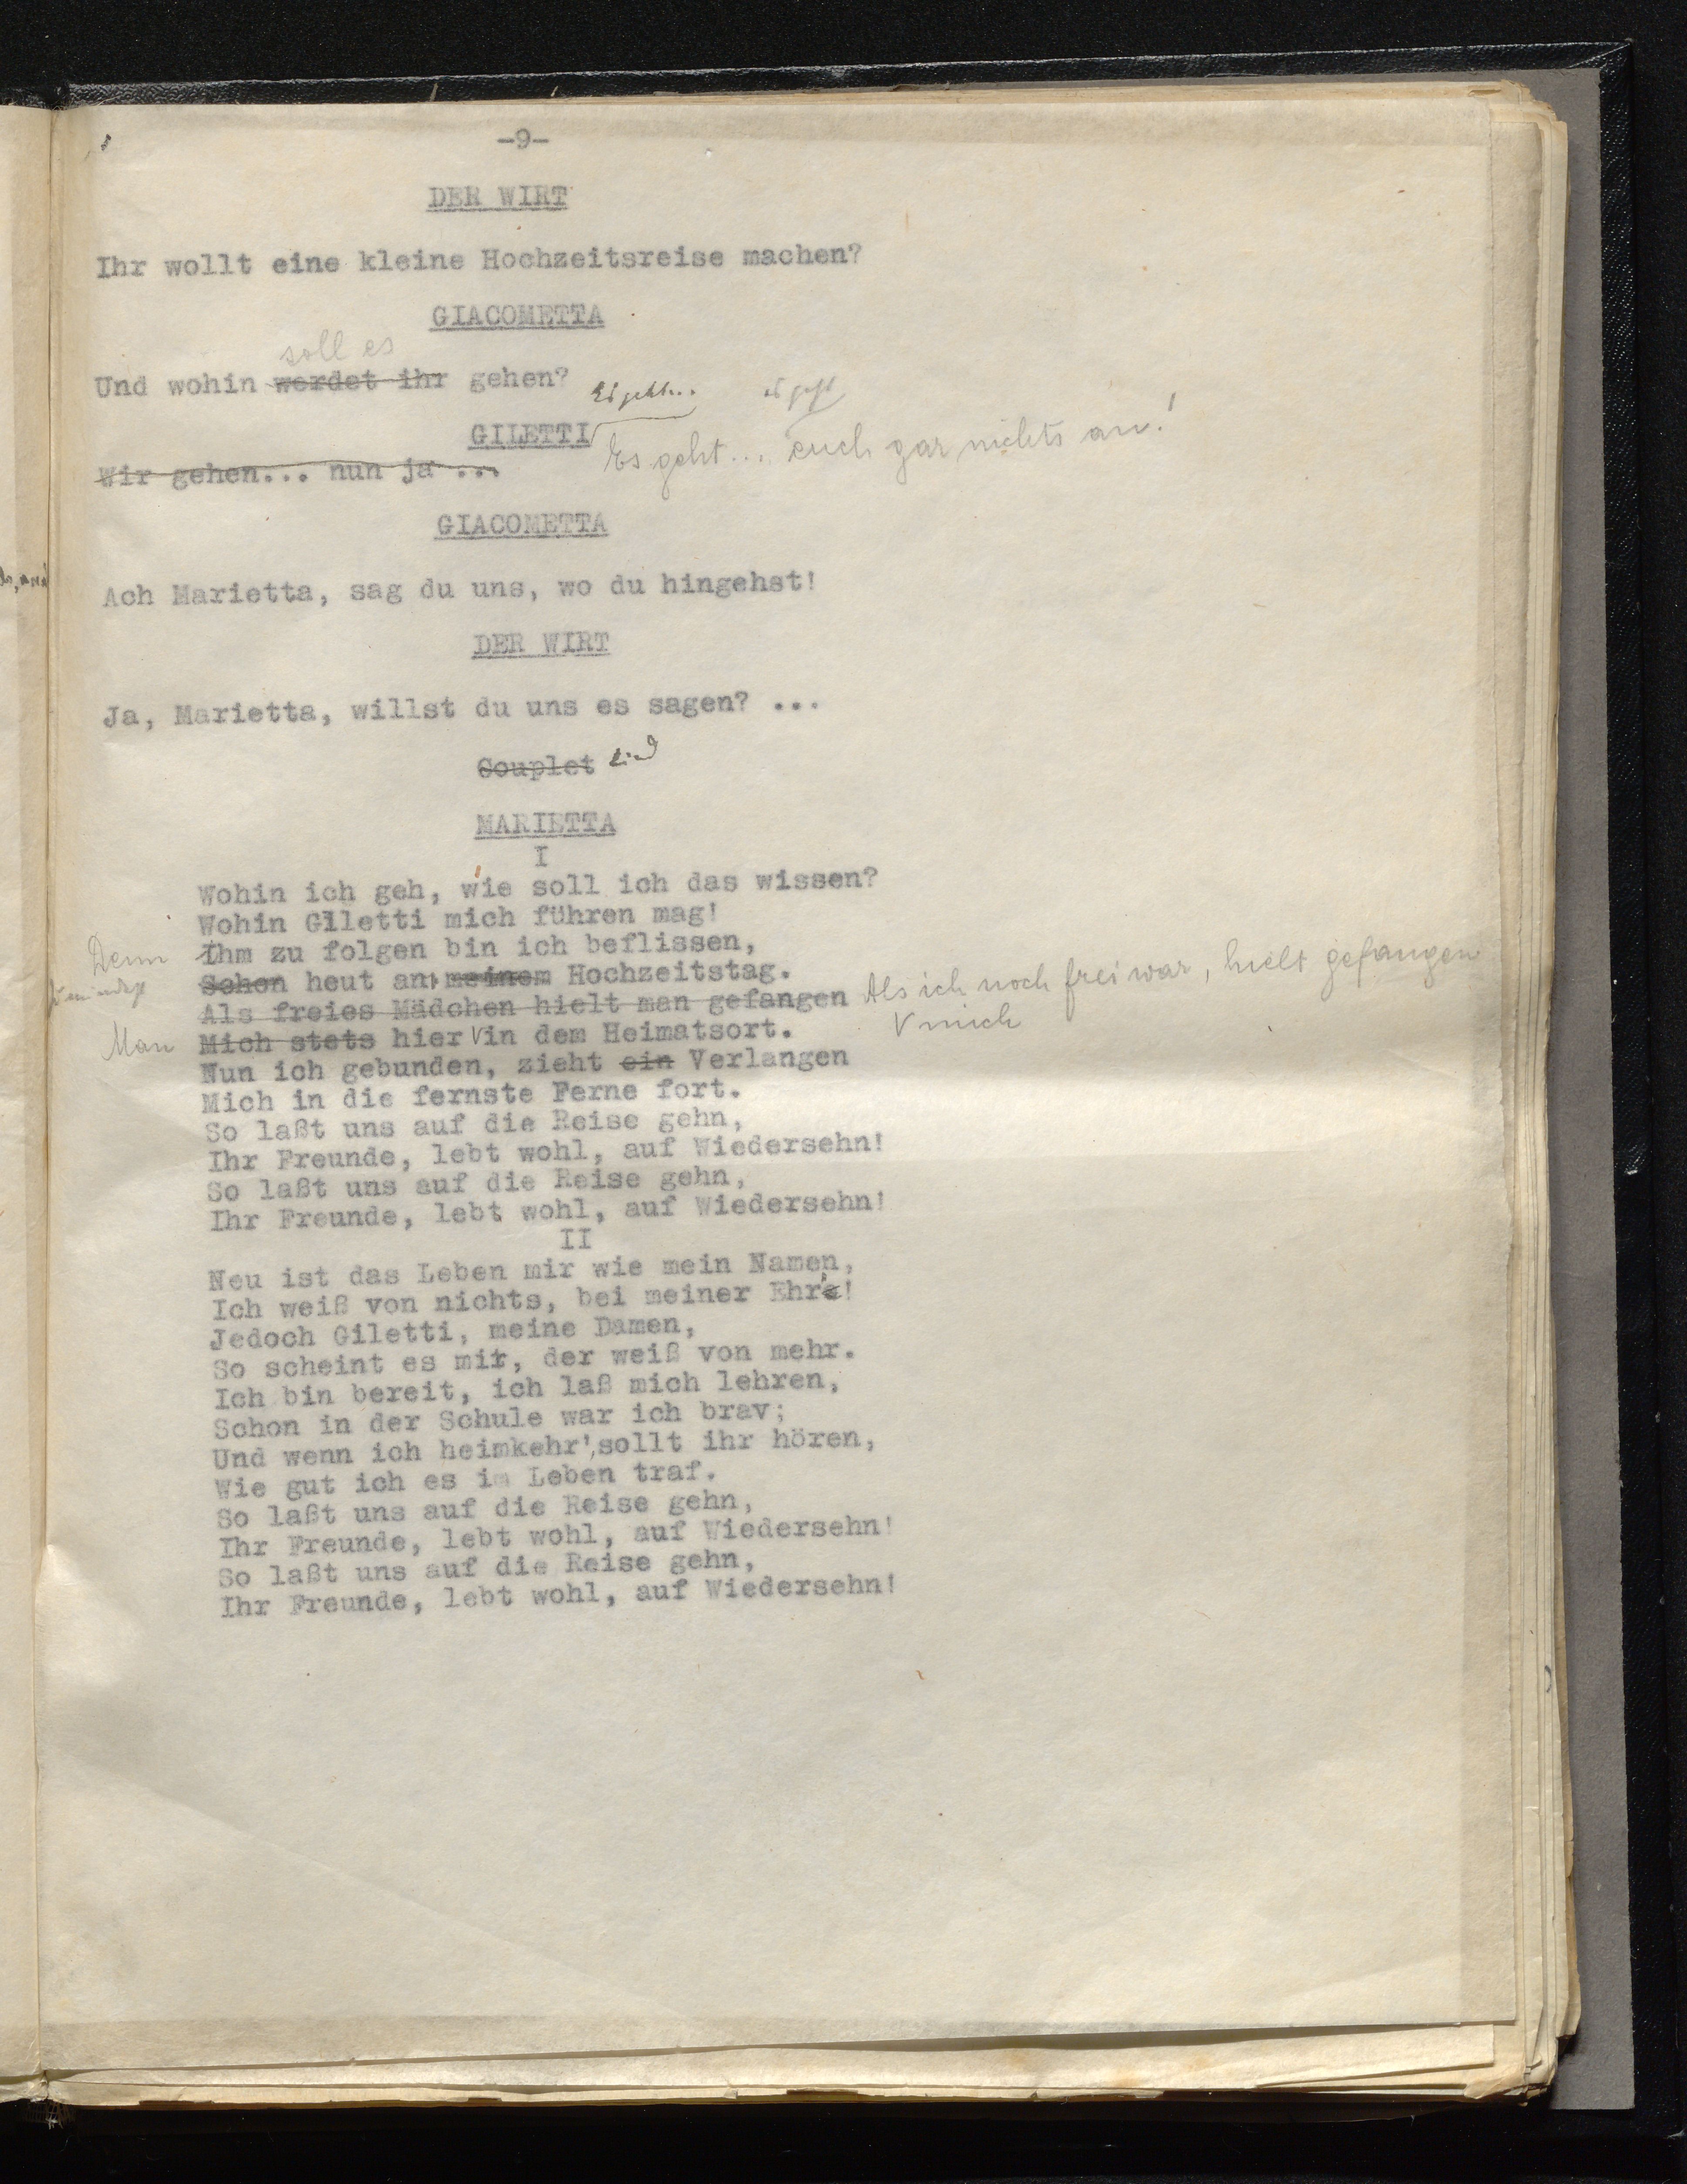 -9-
DER WIRT
Ihr wollt eine kleine Hochzeitsreise machen?
GIACOMETTA
soll es
Und wohin werdet ihr gehen?
Es geht...
es geht
GILETTI
Es geht... euch gar nichts an!
Wir gehen... nun ja ...
GIACOMETTA
Ach Marietta, sag du uns, wo du hingehst!
DER WIRT
Ja, Marietta, willst du uns es sagen? ...
Couplet Lied
MARIETTA
I
Wohin ich geh, wie soll ich das wissen?
Wohin Giletti mich führen mag!
Denn Ihm zu folgen bin ich beflissen,
Schon heut an meinem Hochzeitstag.
Als freies Mädchen hielt man gefangen Als ich noch frei war, hielt gefangen
Man Mich stets hier V in dem Heimatsort. V mich
Nun ich gebunden, zieht ein Verlangen
Mich in die fernste Ferne fort.
So laßt uns auf die Reise gehn,
Ihr Freunde, lebt wohl, auf Wiedersehn!
So laßt uns auf die Reise gehn,
Ihr Freunde, lebt wohl, auf Wiedersehn!
II
Neu ist das Leben mir wie mein Namen,
Ich weiß von nichts, bei meiner Ehr'!
Jedoch Giletti, meine Damen,
So scheint es mir, der weiß von mehr.
Ich bin bereit, ich laß mich lehren,
Schon in der Schule war ich brav;
Und wenn ich heimkehr', sollt ihr hören,
Wie gut ich es im Leben traf.
So laßt uns auf die Reise gehn,
Ihr Freunde, lebt wohl, auf Wiedersehn!
So laßt uns auf die Reise gehn,
Ihr Freunde, lebt wohl, auf Wiedersehn!